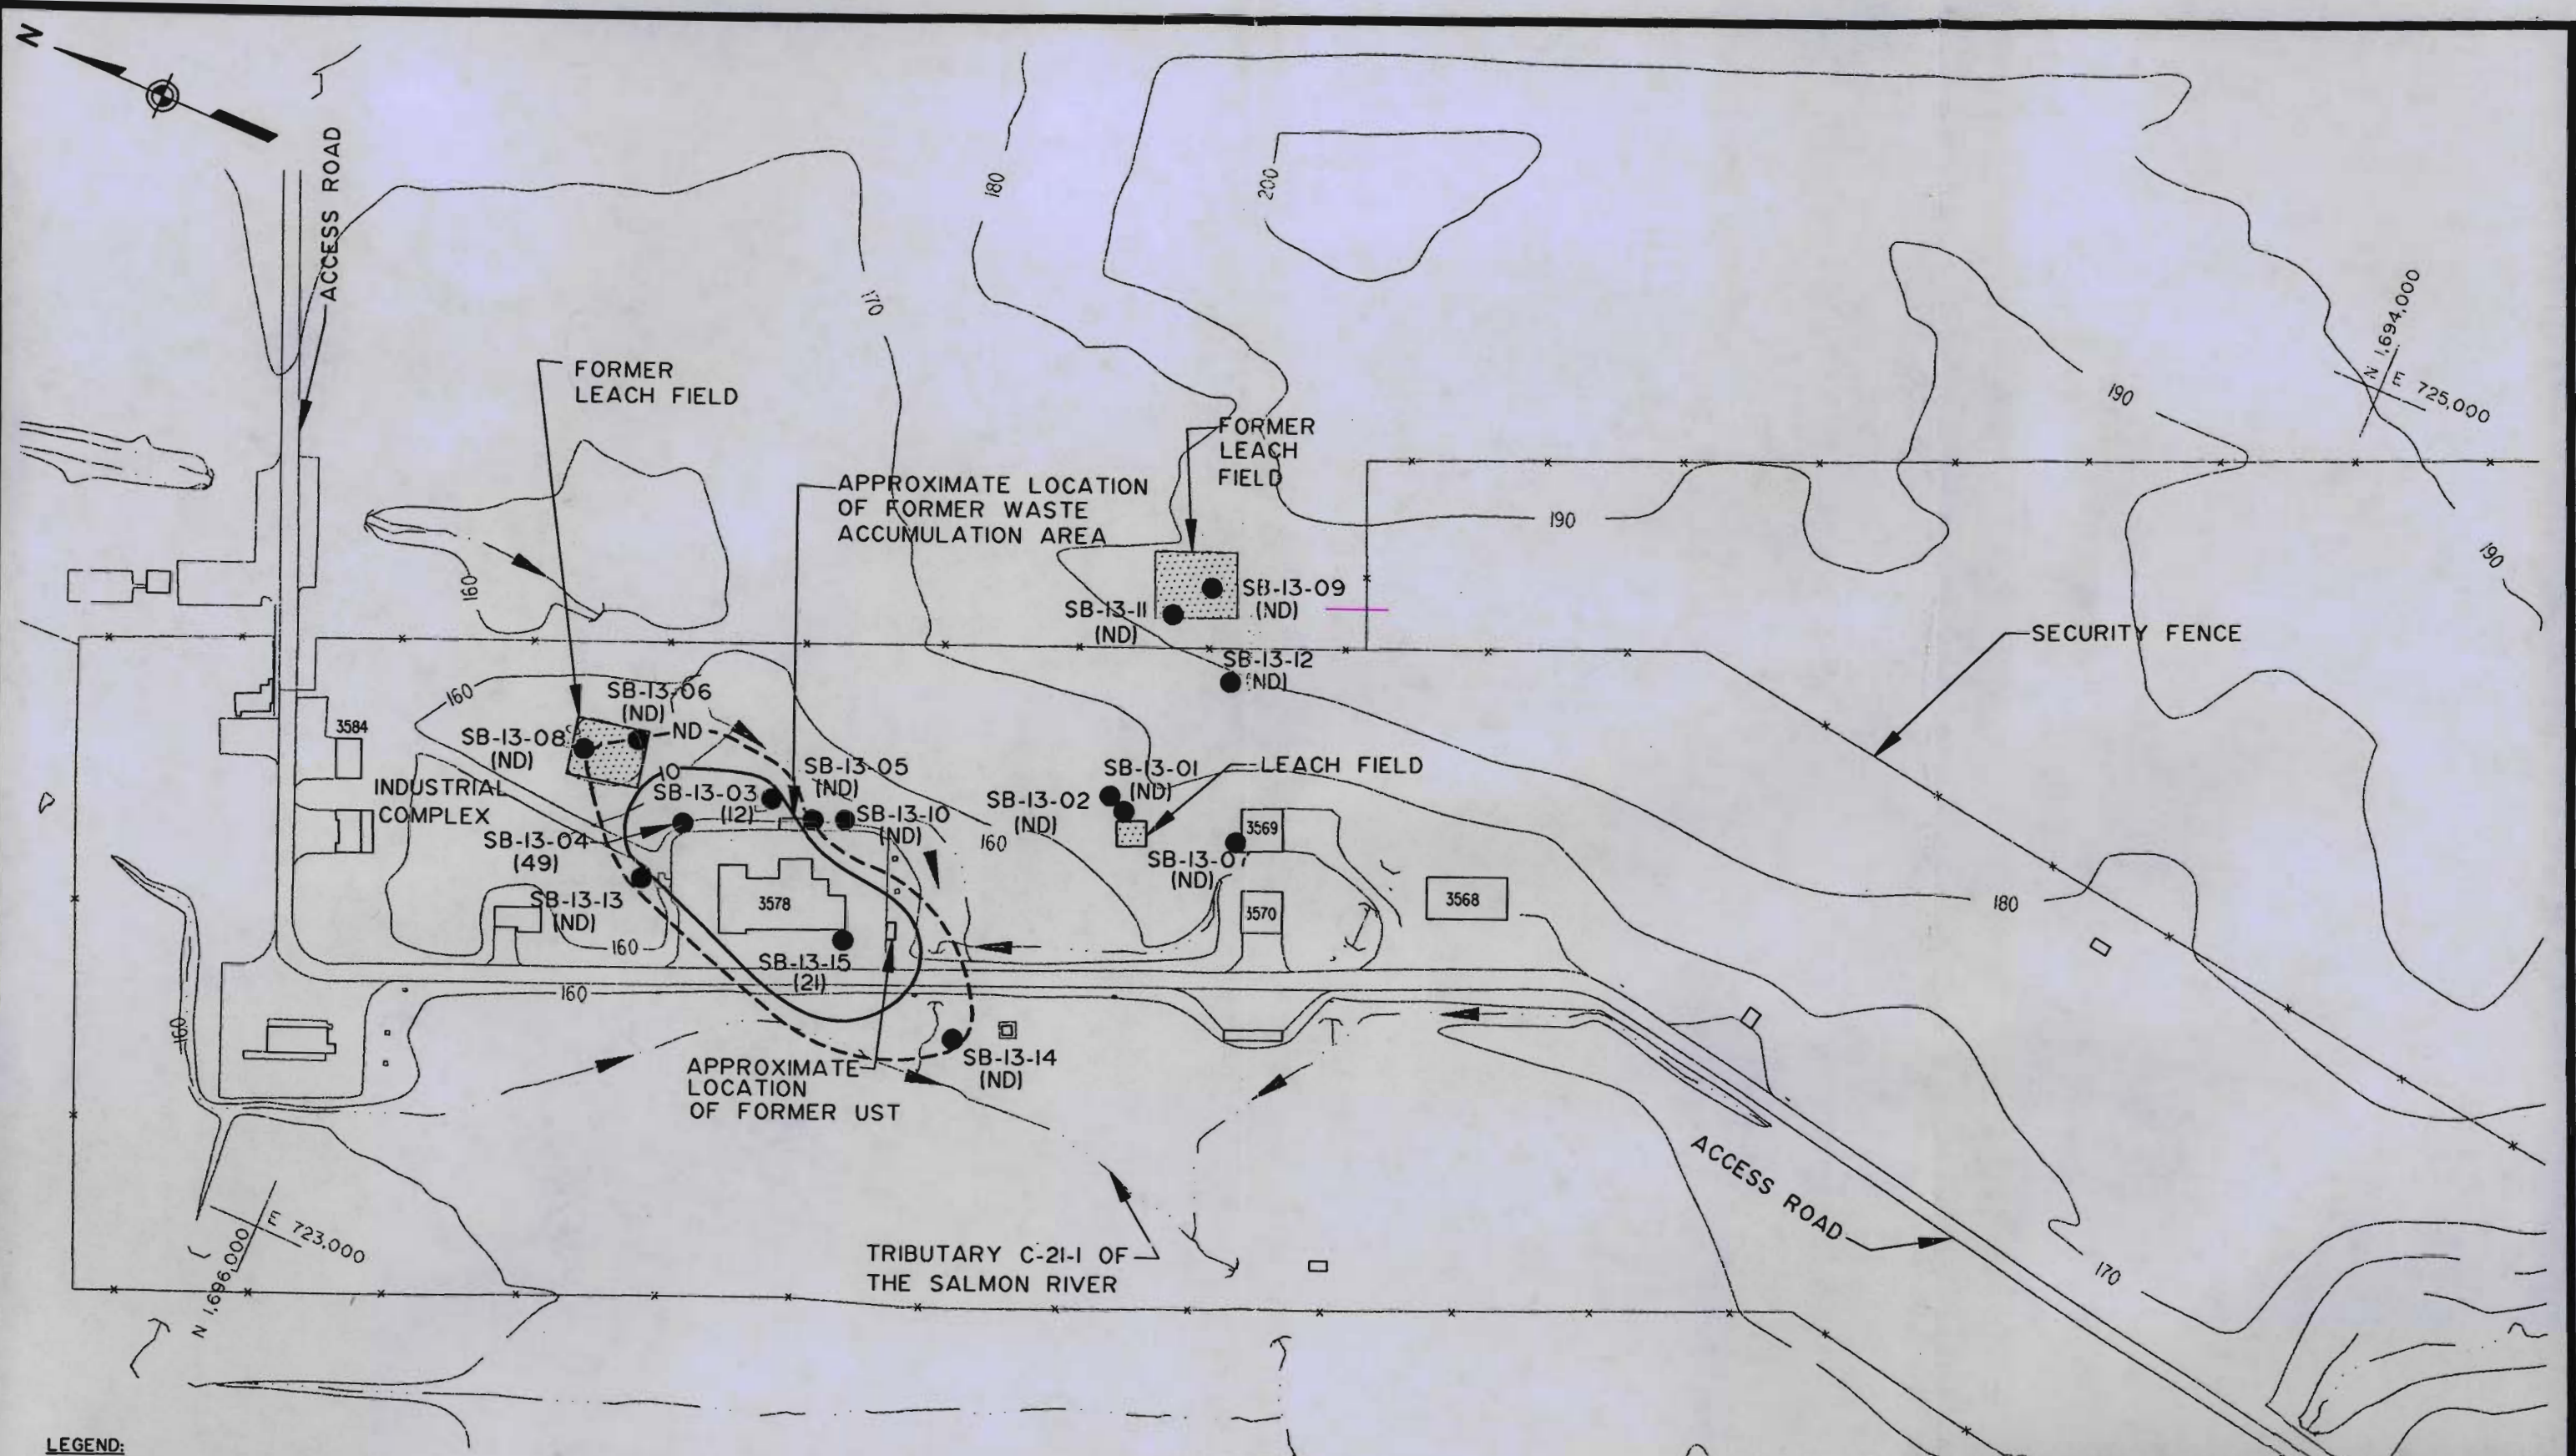 N
ACCESS ROAD
180
200
170
N 1,694,000
E 725,000
190
FORMER
LEACH FIELD
FORMER
LEACH
FIELD
APPROXIMATE LOCATION
OF FORMER WASTE
ACCUMULATION AREA
190
190
160
SB-13-09
(ND)
SB-13-11
(ND)
SECURITY FENCE
SB-13-12
(ND)
160
SB-13-06
(ND)
ND
3584
SB-13-08
(ND)
10
SB-13-05
(ND)
SB-13-01
(ND)
LEACH FIELD
INDUSTRIAL
COMPLEX
SB-13-03
(12)
SB-13-02
(ND)
SB-13-10
(ND)
160
3569
SB-13-04
(49)
SB-13-07
(ND)
SB-13-13
(ND)
3578
3570
3568
180
160
SB-13-15
(21)
160
160
SB-13-14
(ND)
APPROXIMATE
LOCATION
OF FORMER UST
ACCESS ROAD
E 723,000
N 1,696,000
TRIBUTARY C-21-1 OF
THE SALMON RIVER
170
LEGEND: